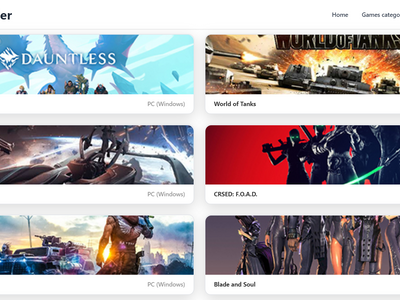 er
Home
Games catego
DAUNTLESS
WORLD OF TANKS
PC (Windows)
World of Tanks
PC (Windows)
CRSED: F.O.A.D.
PC (Windows)
Blade and Soul